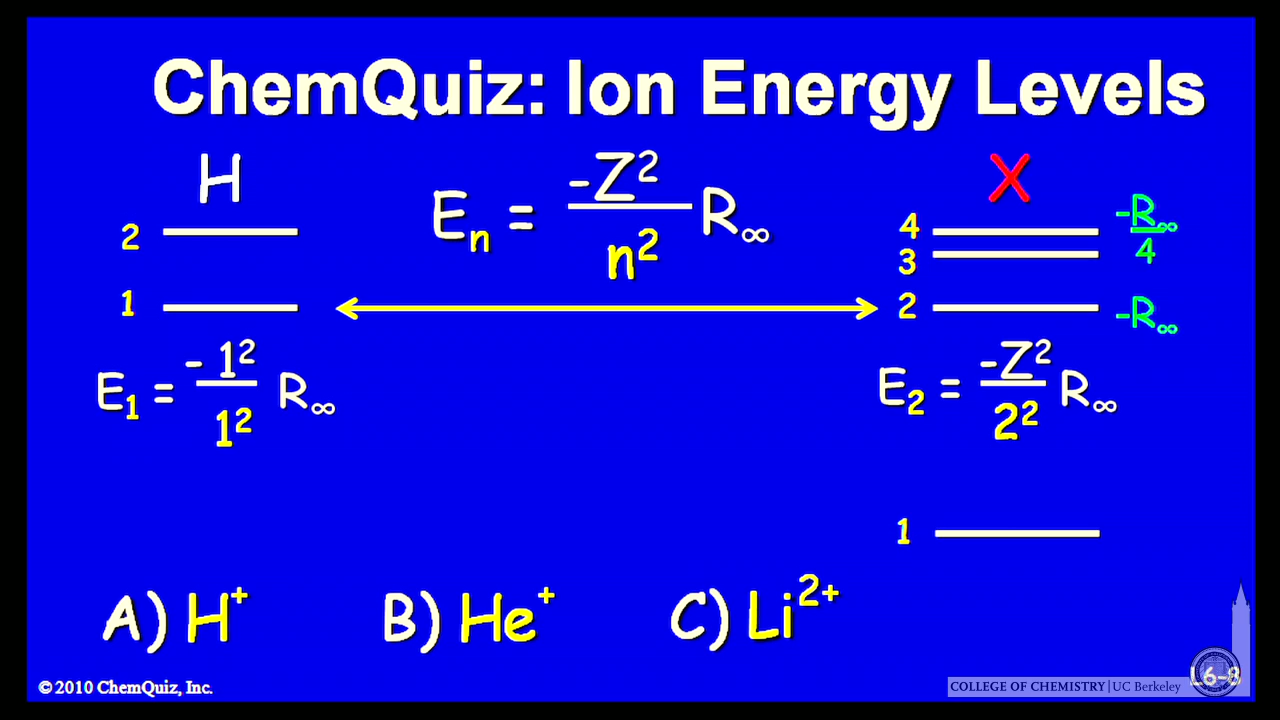 ChemQuiz: Ion Energy Levels
H
X
Eₙ = -Z²/n² R∞
2
1
4
3
2
1
-R∞/4
-R∞
E₁ = -1²/1² R∞
E₂ = -Z²/2² R∞
A) H⁺
B) He⁺
C) Li²⁺
© 2010 ChemQuiz, Inc.
COLLEGE OF CHEMISTRY | UC Berkeley
L6-8